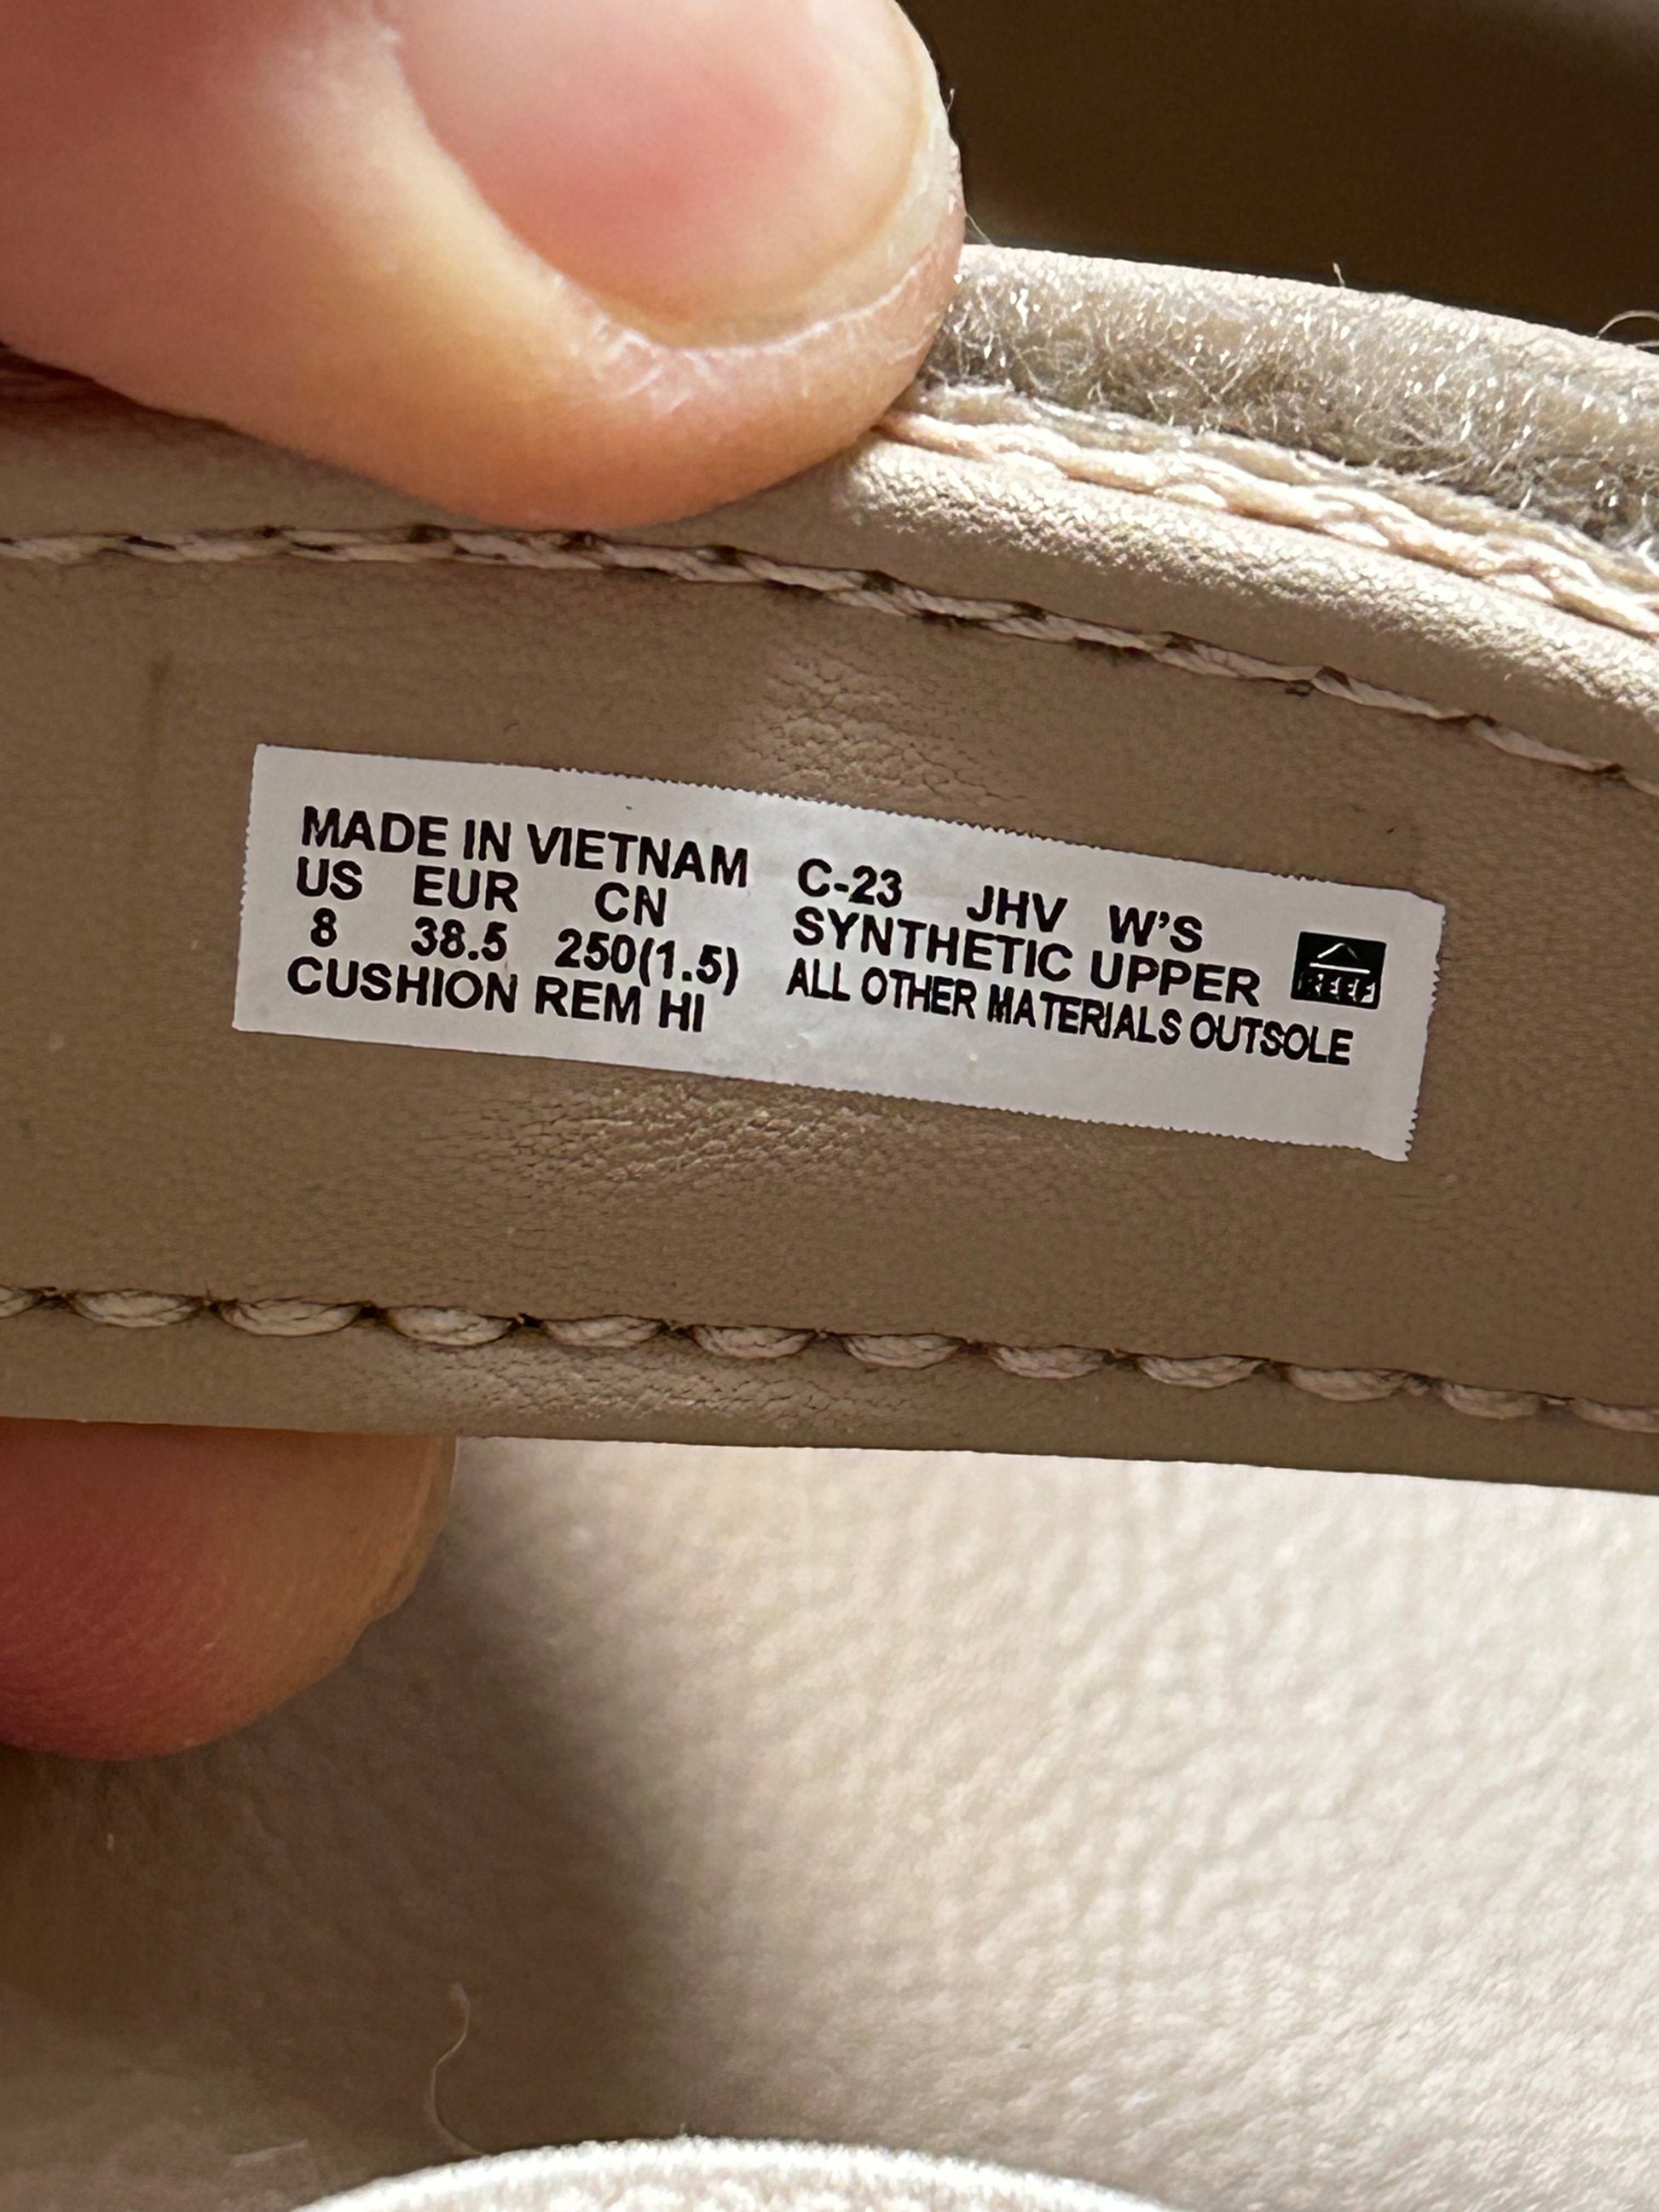 MADE IN VIETNAM C-23 JHV W'S
US EUR CN SYNTHETIC UPPER
8 38.5 250(1.5) ALL OTHER MATERIALS OUTSOLE
CUSHION REM HI
REEF